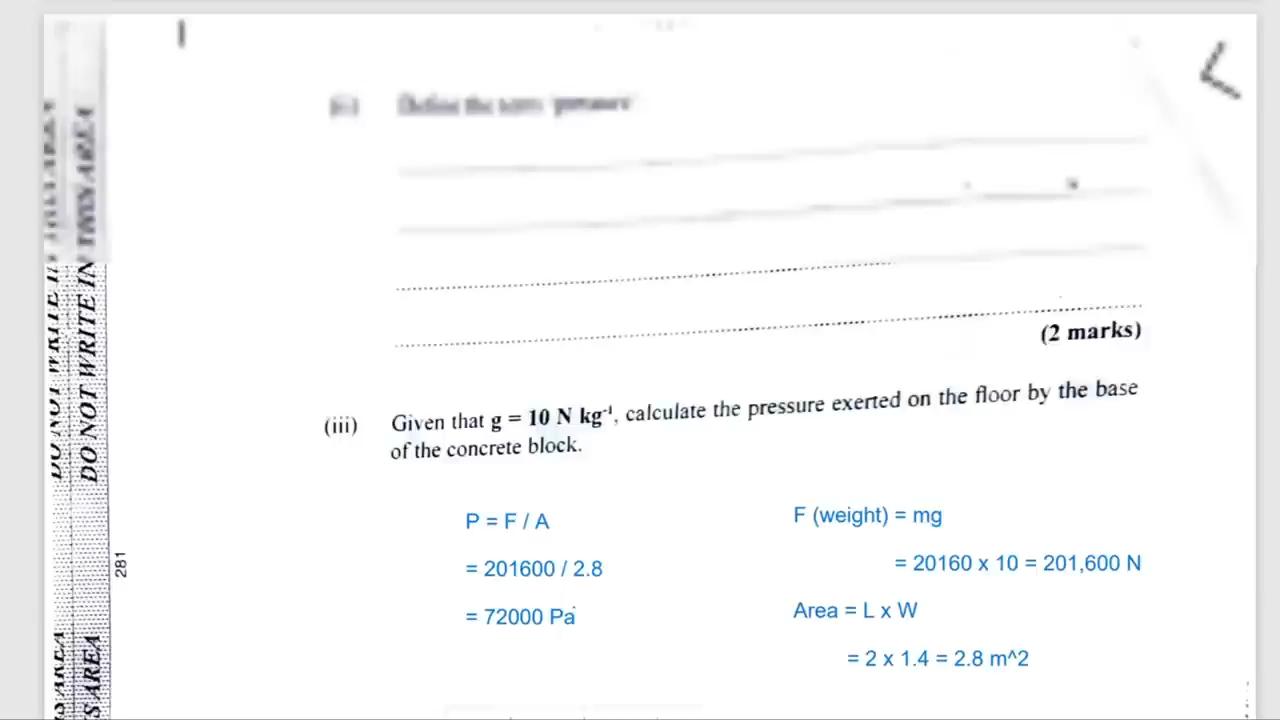 (2 marks)
(iii) Given that g = 10 N kg⁻¹, calculate the pressure exerted on the floor by the base
of the concrete block.
P = F / A
= 201600 / 2.8
= 72000 Pa
F (weight) = mg
= 20160 x 10 = 201,600 N
Area = L x W
= 2 x 1.4 = 2.8 m^2
DO NOT WRITE IN
281